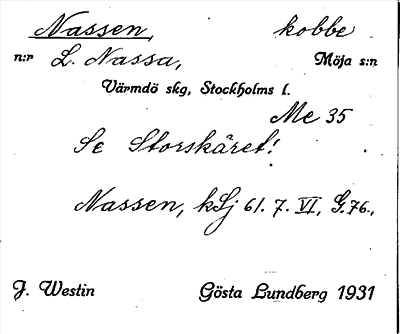 Nassen, kobbe
n:r L. Nassa, Möja s:n
Värmdö skg, Stockholms l.
Me 35
Se Storskäret!
Nassen, kSj 61. 7. VI, G. 76.,
J. Westin Gösta Lundberg 1931